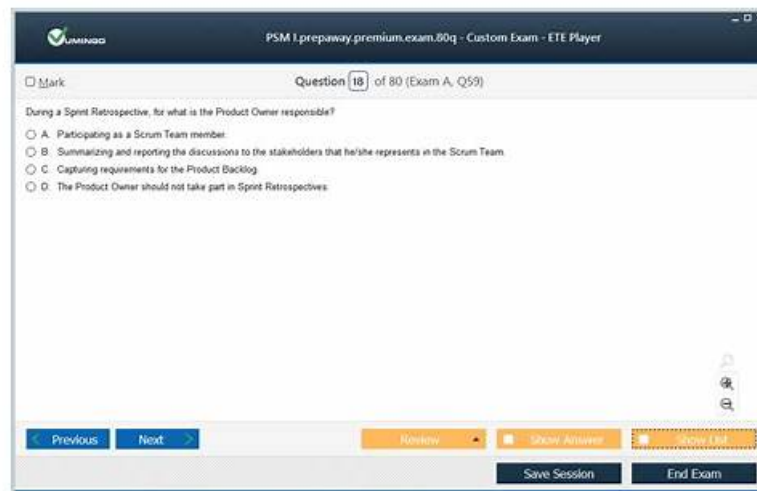 VUMINGO
PSM I.prepaway.premium.exam.80q - Custom Exam - ETE Player
Mark
Question 18 of 80 (Exam A, Q59)
During a Sprint Retrospective, for what is the Product Owner responsible?
A. Participating as a Scrum Team member.
B. Summarizing and reporting the discussions to the stakeholders that he/she represents in the Scrum Team.
C. Capturing requirements for the Product Backlog.
D. The Product Owner should not take part in Sprint Retrospectives.
Previous Next Review Show Answer Show List
Save Session End Exam